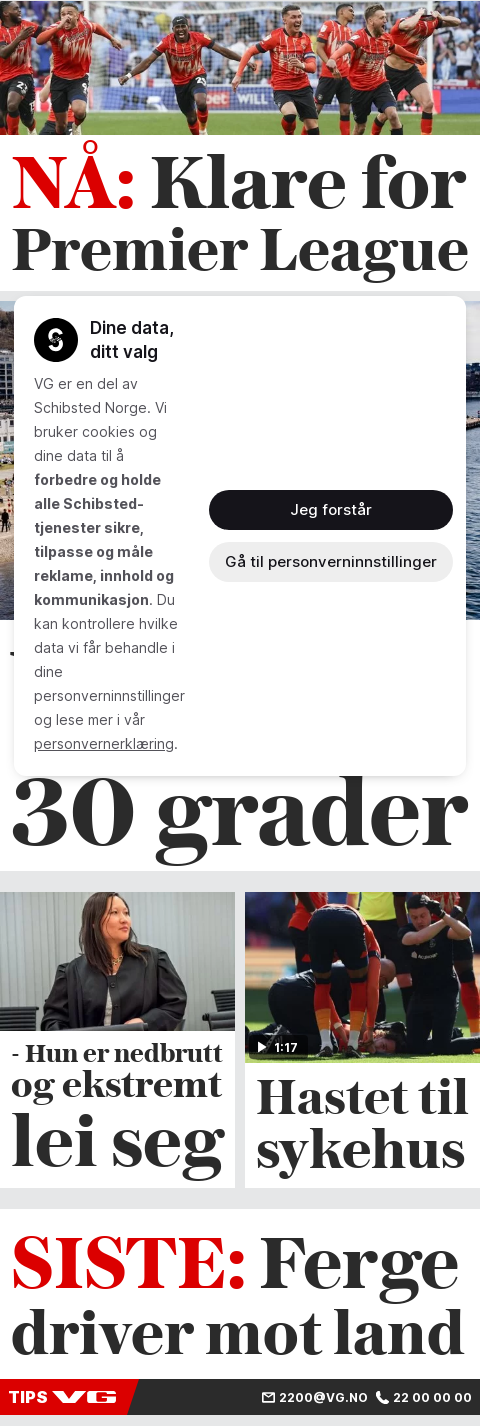 NÅ: Klare for
Premier League
Dine data,
ditt valg
VG er en del av
Schibsted Norge. Vi
bruker cookies og
dine data til å
forbedre og holde
alle Schibsted-
tjenester sikre,
tilpasse og måle
reklame, innhold og
kommunikasjon. Du
kan kontrollere hvilke
data vi får behandle i
dine
personverninnstillinger
og lese mer i vår
personvernerklæring.
Jeg forstår
Gå til personverninnstillinger
30 grader
- Hun er nedbrutt
og ekstremt
lei seg
1:17
Hastet til
sykehus
SISTE: Ferge
driver mot land
TIPS VG
2200@VG.NO 22 00 00 00